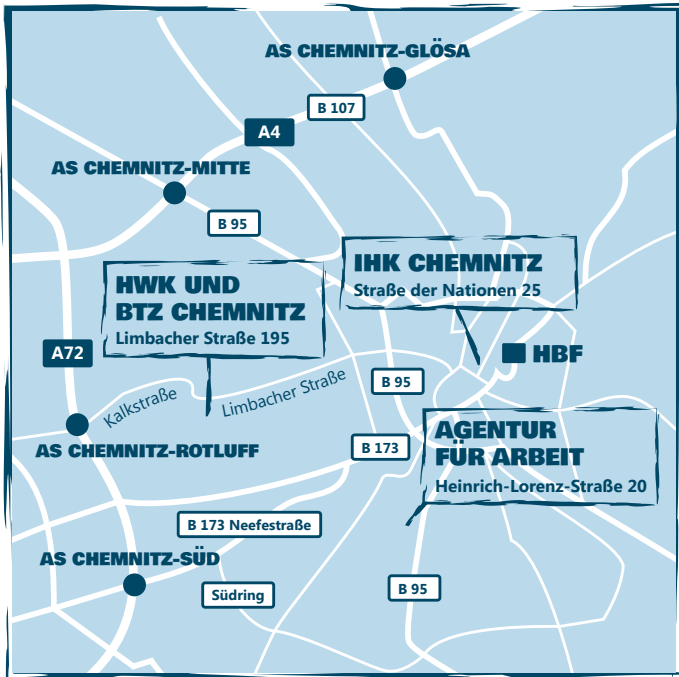 AS CHEMNITZ-GLÖSA
B 107
A4
AS CHEMNITZ-MITTE
B 95
IHK CHEMNITZ
Straße der Nationen 25
HWK UND
BTZ CHEMNITZ
Limbacher Straße 195
A72
HBF
B 95
Kalkstraße
Limbacher Straße
AGENTUR
FÜR ARBEIT
Heinrich-Lorenz-Straße 20
B 173
AS CHEMNITZ-ROTLUFF
B 173 Neefestraße
AS CHEMNITZ-SÜD
Südring
B 95